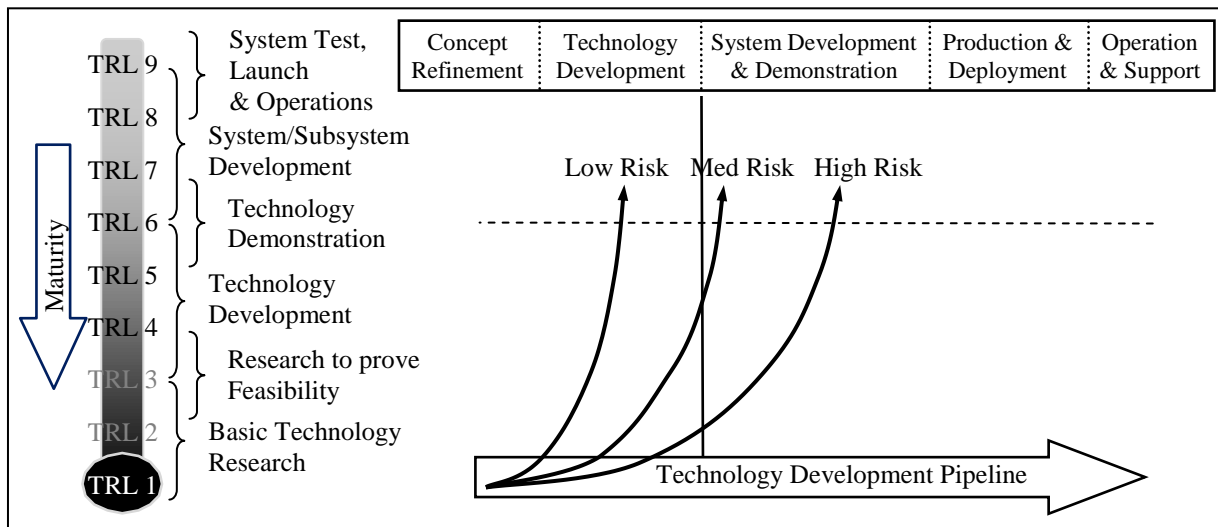 TRL 9
TRL 8
TRL 7
TRL 6
TRL 5
TRL 4
TRL 3
TRL 2
TRL 1
Maturity
System Test,
Launch
& Operations
System/Subsystem
Development
Technology
Demonstration
Technology
Development
Research to prove
Feasibility
Basic Technology
Research
Concept
Refinement
Technology
Development
System Development
& Demonstration
Production &
Deployment
Operation
& Support
Low Risk
Med Risk
High Risk
Technology Development Pipeline